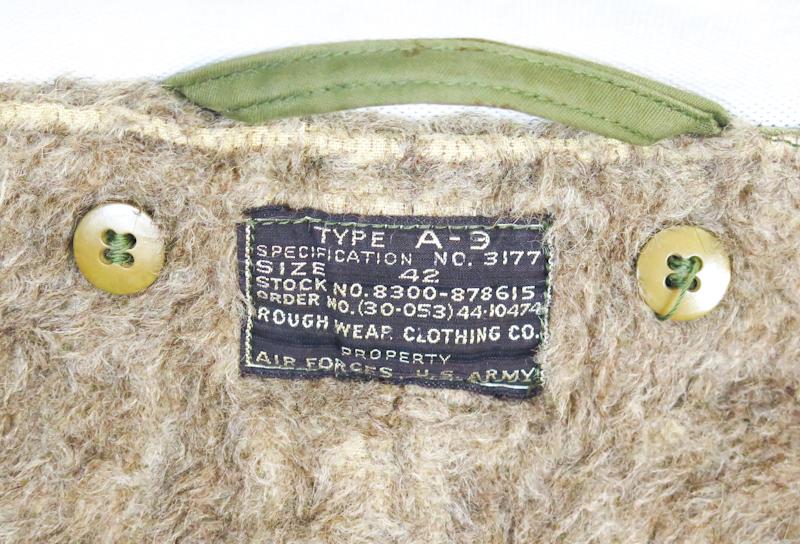 TYPE A-9
SPECIFICATION NO. 3177
SIZE 42
STOCK NO. 8300-878615
ORDER NO. (30-053) 44-10474
ROUGH WEAR CLOTHING CO.
PROPERTY
AIR FORCES U.S. ARMY